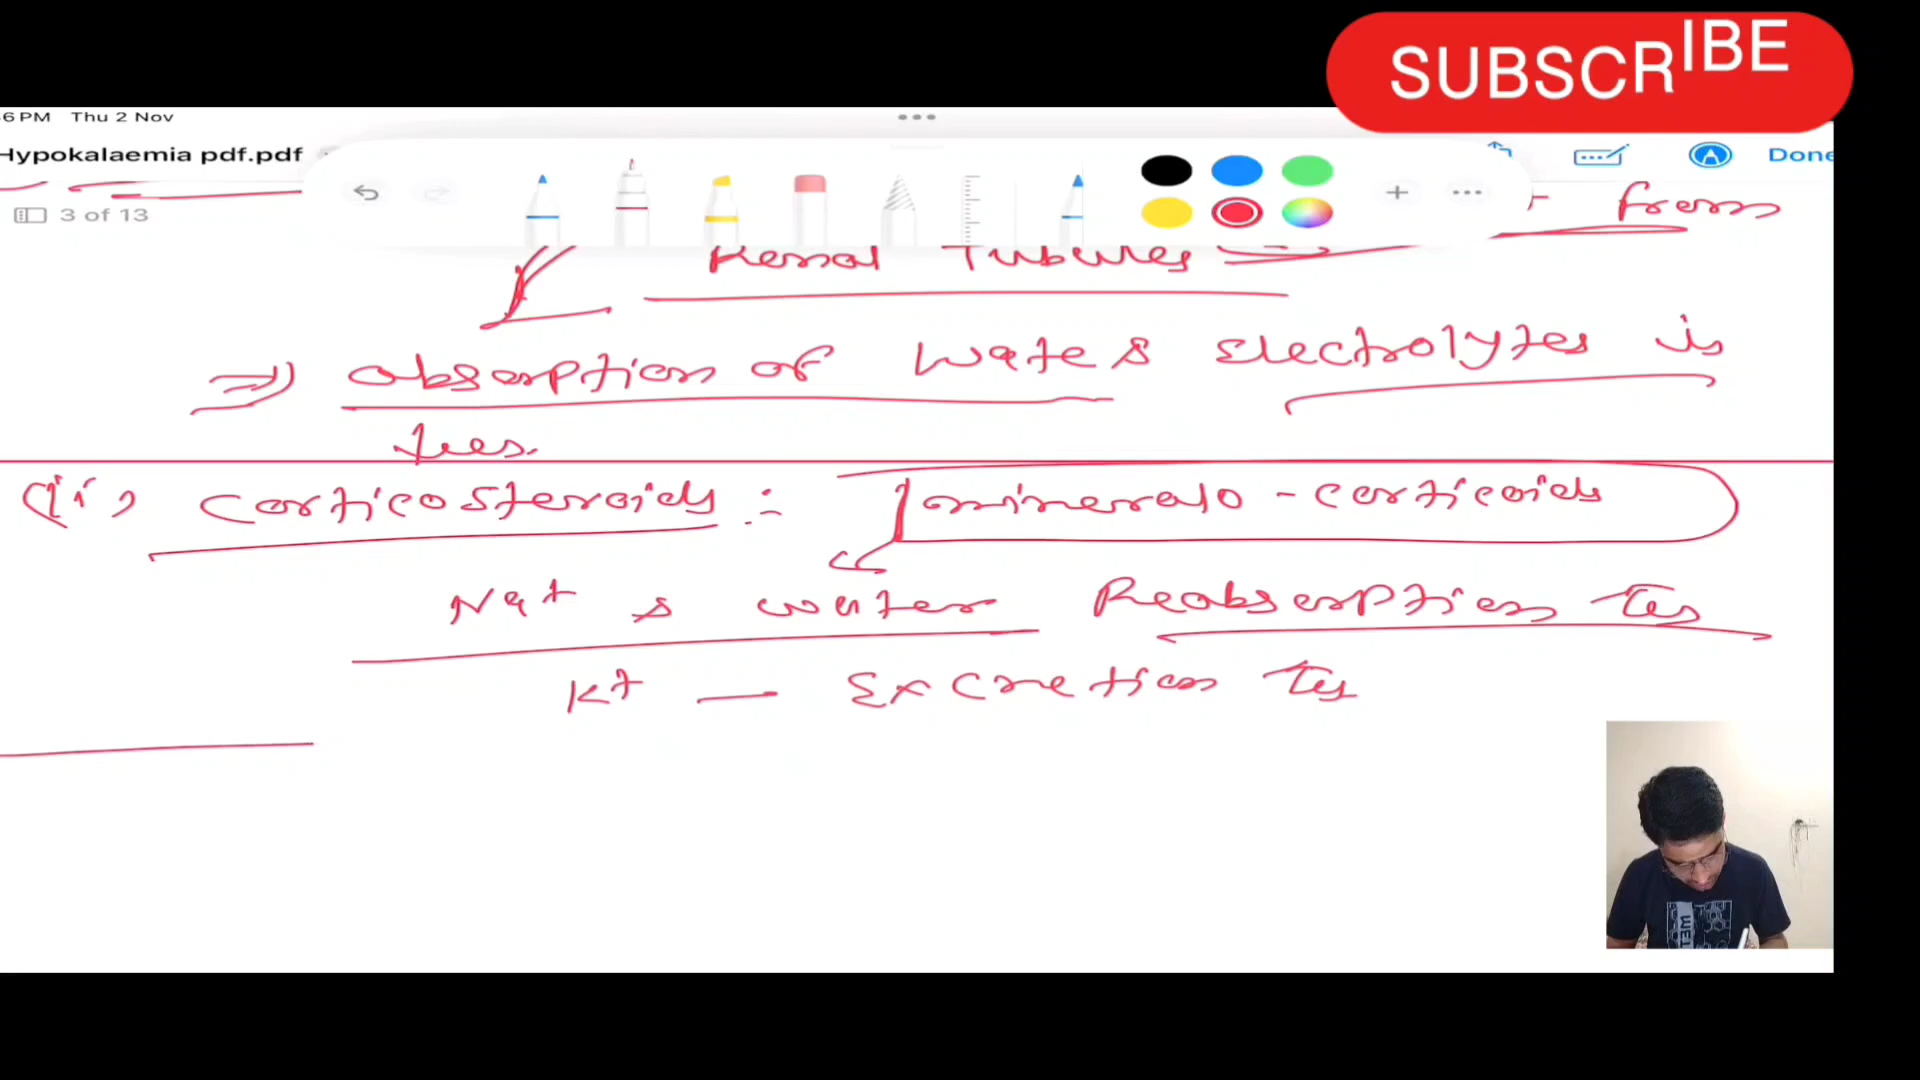 SUBSCRIBE
6 PM Thu 2 Nov
Hypokalaemia pdf.pdf
Done
3 of 13
from
Renal Tubules
⇒ absorption of water & electrolytes is
↓ses.
(ii) Corticosteroids :- mineralo-corticoids
Na+ & water Reabsorption ↑es
K+ — Excretion ↑es